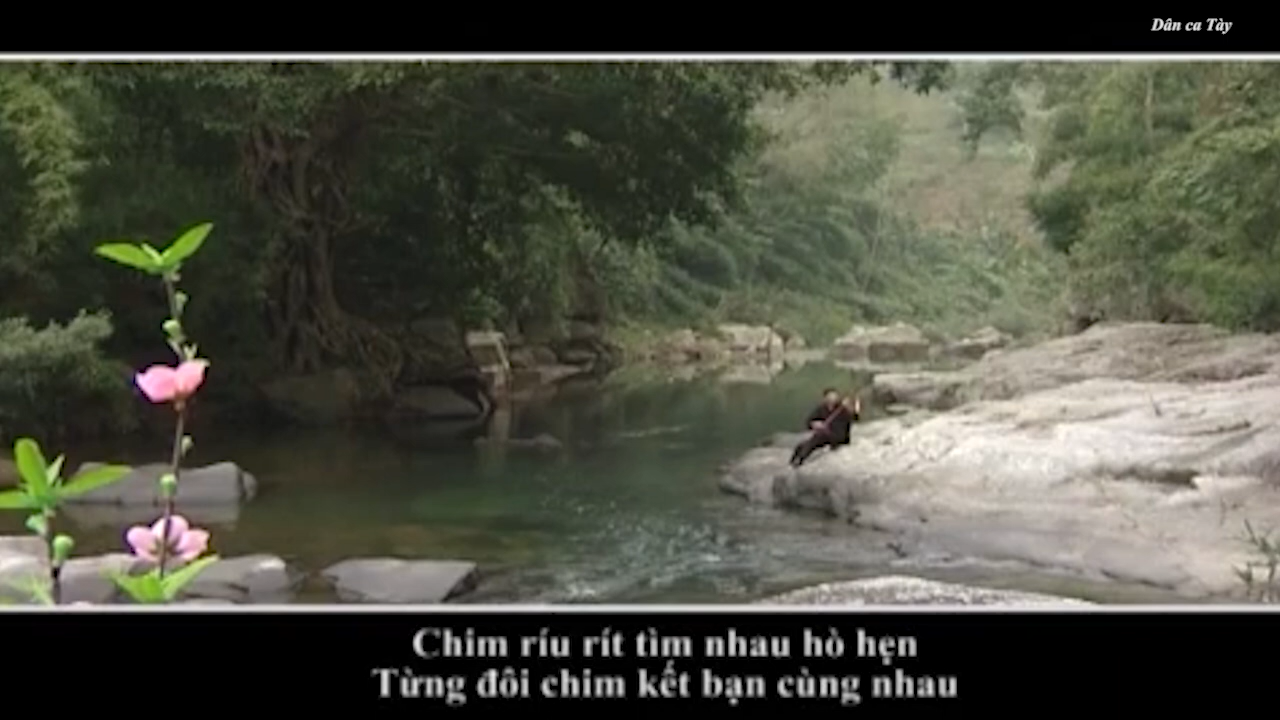 Dân ca Tày
Chim ríu rít tìm nhau hò hẹn
Từng đôi chim kết bạn cùng nhau